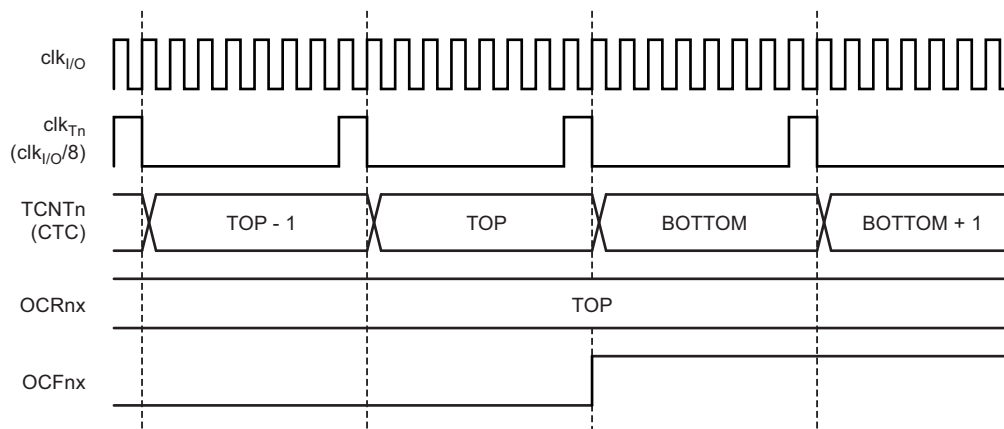 clkI/O
clkTn
(clkI/O/8)
TCNTn
(CTC)
TOP - 1
TOP
BOTTOM
BOTTOM + 1
OCRnx
TOP
OCFnx